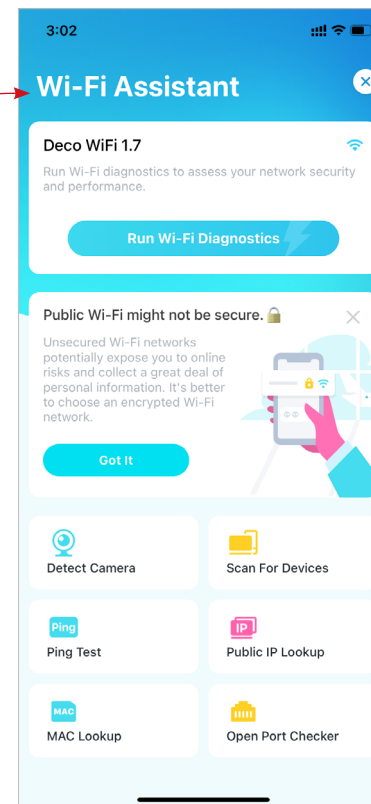 3:02
Wi-Fi Assistant
Deco WiFi 1.7
Run Wi-Fi diagnostics to assess your network security
and performance.
Run Wi-Fi Diagnostics
Public Wi-Fi might not be secure.
Unsecured Wi-Fi networks
potentially expose you to online
risks and collect a great deal of
personal information. It's better
to choose an encrypted Wi-Fi
network.
Got It
Detect Camera
Scan For Devices
Ping
Ping Test
IP
Public IP Lookup
MAC
MAC Lookup
Open Port Checker